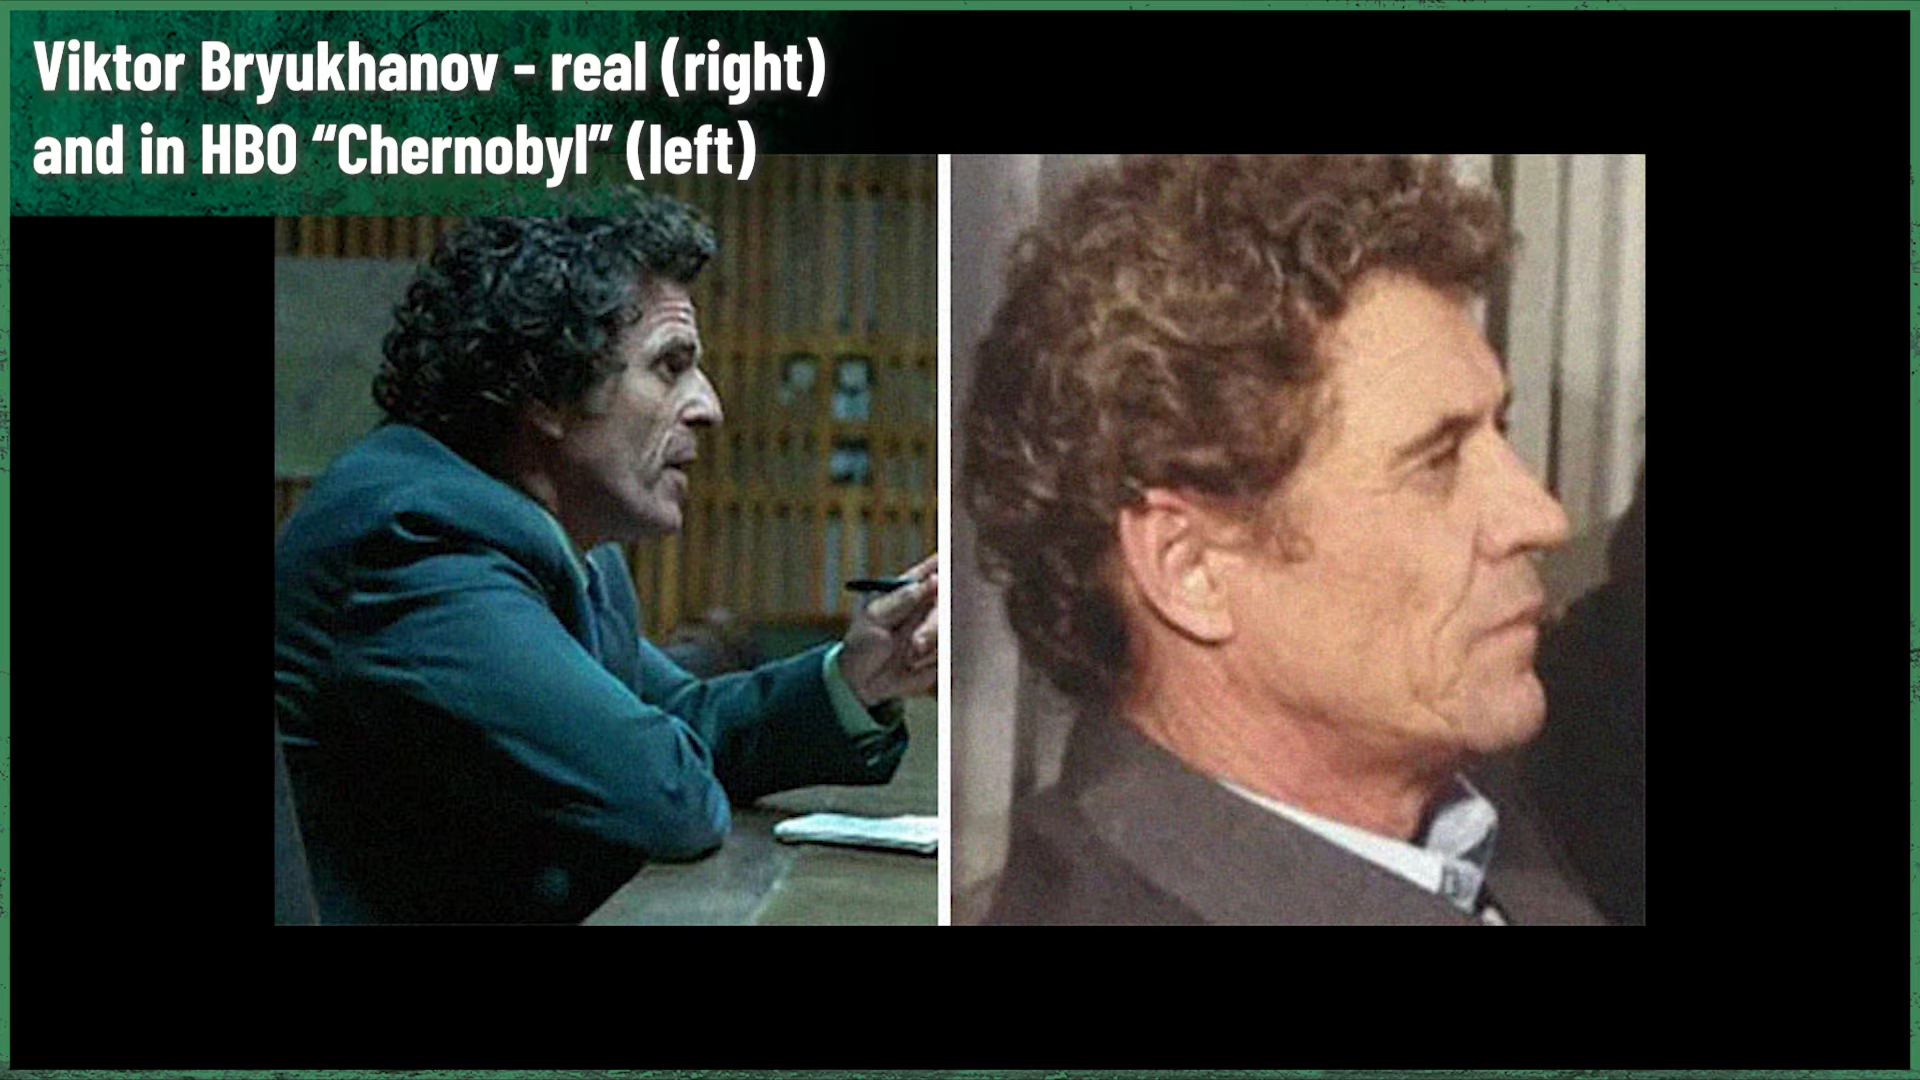 Viktor Bryukhanov - real (right)
and in HBO “Chernobyl” (left)